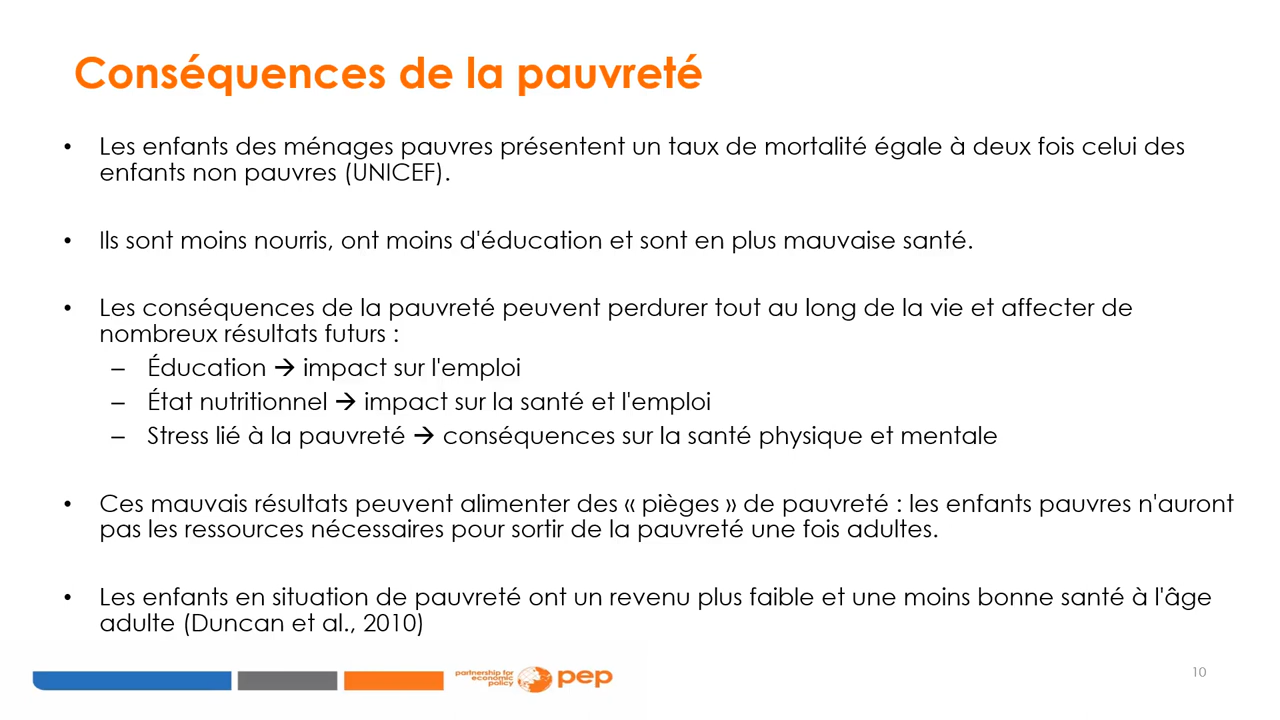 Conséquences de la pauvreté
• Les enfants des ménages pauvres présentent un taux de mortalité égale à deux fois celui des
enfants non pauvres (UNICEF).
• Ils sont moins nourris, ont moins d'éducation et sont en plus mauvaise santé.
• Les conséquences de la pauvreté peuvent perdurer tout au long de la vie et affecter de
nombreux résultats futurs :
– Éducation → impact sur l'emploi
– État nutritionnel → impact sur la santé et l'emploi
– Stress lié à la pauvreté → conséquences sur la santé physique et mentale
• Ces mauvais résultats peuvent alimenter des « pièges » de pauvreté : les enfants pauvres n'auront
pas les ressources nécessaires pour sortir de la pauvreté une fois adultes.
• Les enfants en situation de pauvreté ont un revenu plus faible et une moins bonne santé à l'âge
adulte (Duncan et al., 2010)
partnership for
economic
policy
pep
10